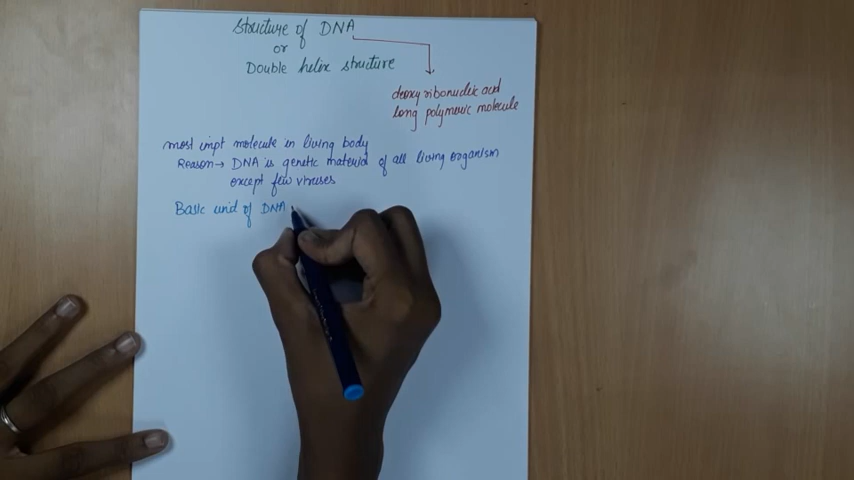 Structure of DNA
or
Double helix structure
deoxy ribonucleic acid
long polymeric molecule
most impt molecule in living body
Reason → DNA is genetic material of all living organism
except few viruses
Basic unit of DNA